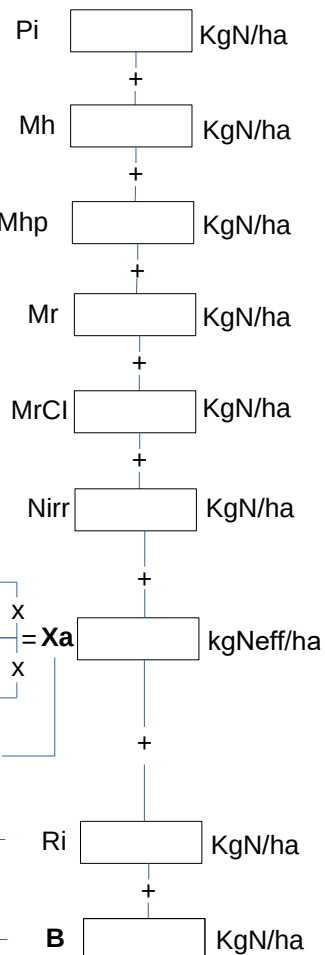 Pi KgN/ha
+
Mh KgN/ha
+
Mhp KgN/ha
+
Mr KgN/ha
+
MrCI KgN/ha
+
Nirr KgN/ha
+
x
= Xa kgNeff/ha
x
+
Ri KgN/ha
+
B KgN/ha